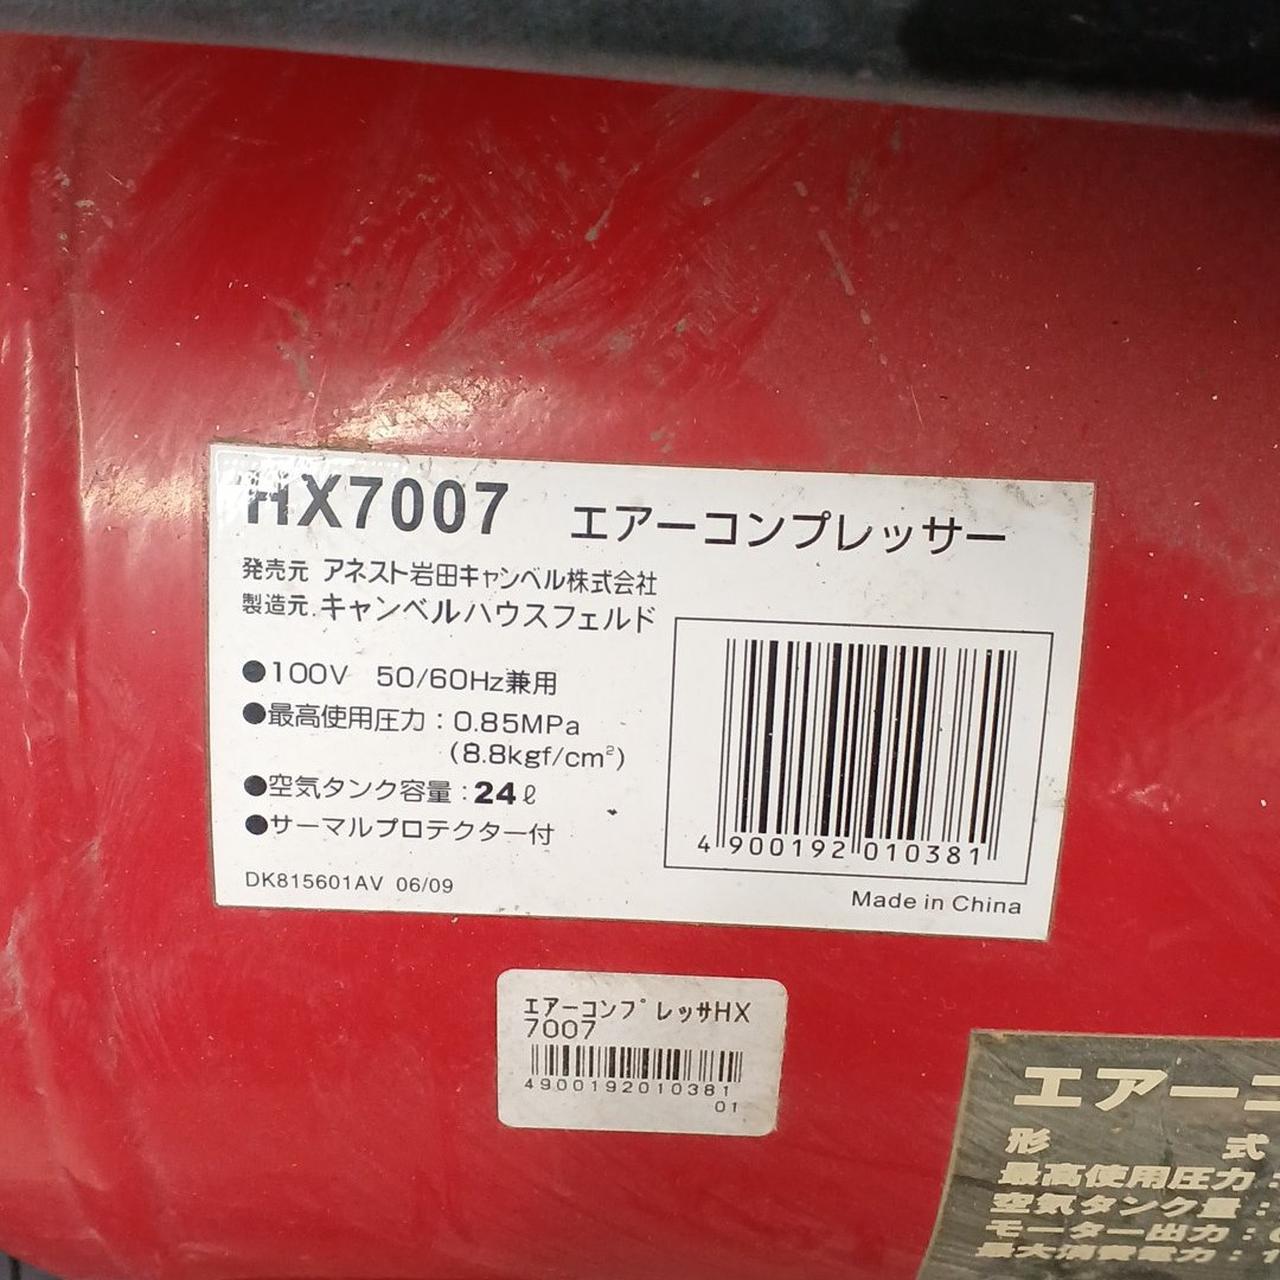 HX7007 エアーコンプレッサー
発売元 アネスト岩田キャンベル株式会社
製造元 キャンベルハウスフェルド
●100V 50/60Hz兼用
●最高使用圧力：0.85MPa
(8.8kgf/cm²)
●空気タンク容量：24ℓ
●サーマルプロテクター付
4 900192 010381
DK815601AV 06/09
Made in China
エアーコンプレッサHX
7007
4900192010381
01
エアーコ
形 式
最高使用圧力：
空気タンク量：
モーター出力：
最大消費電力：1